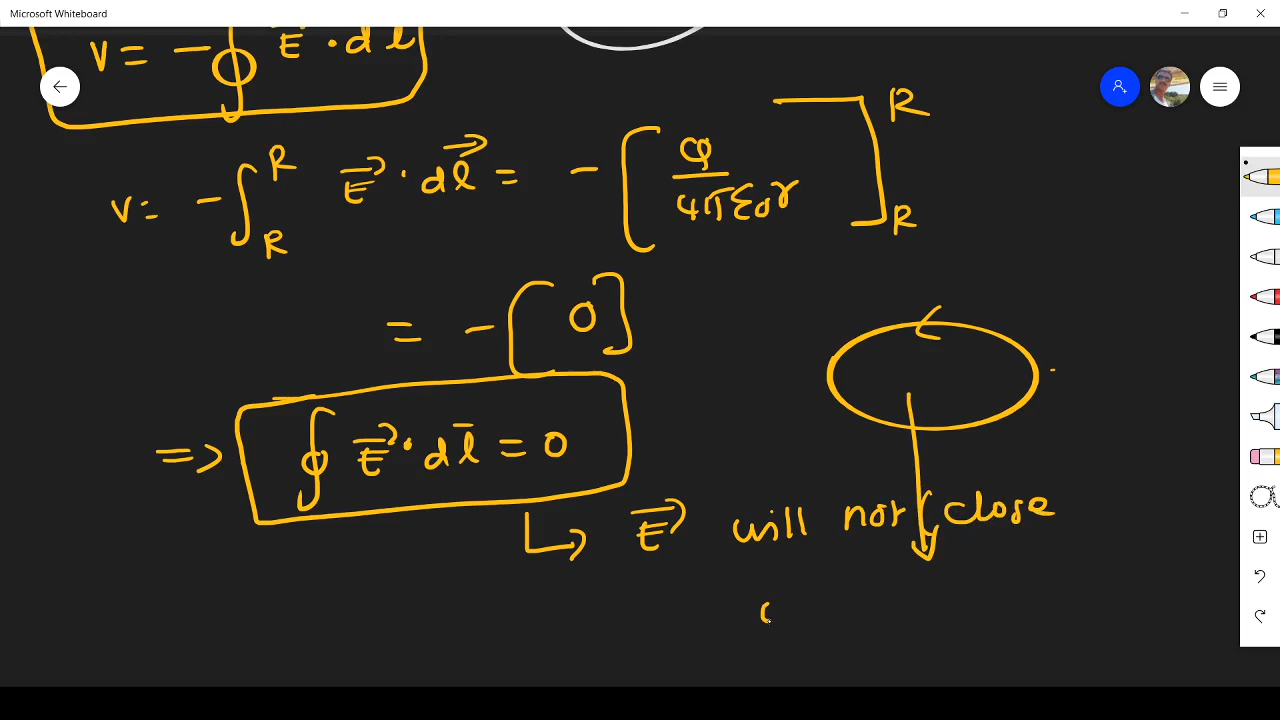 Microsoft Whiteboard
V = - ∮ E⃗ · dl
V = - ∫_R^R E⃗ · dl⃗ = - [ Q / 4πε₀r ]_R^R
= - [ 0 ]
=> ∮ E⃗ · dl̅ = 0
↳ E⃗ will not close